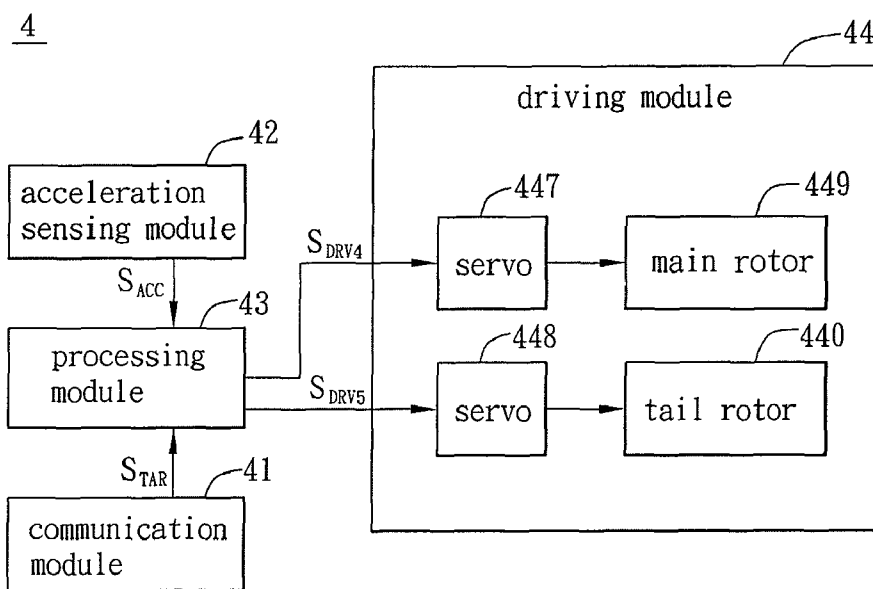 4
44
driving module
42
acceleration
sensing module
447
449
S_DRV4
servo
main rotor
S_ACC
43
processing
module
448
440
S_DRV5
servo
tail rotor
S_TAR
41
communication
module